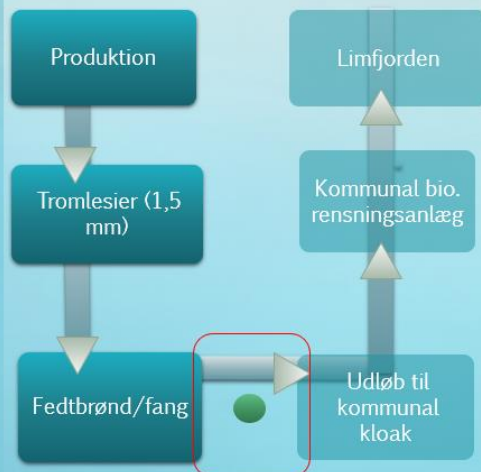 Produktion
Tromlesier (1,5
mm)
Fedtbrønd/fang
Udløb til
kommunal
kloak
Kommunal bio.
rensningsanlæg
Limfjorden